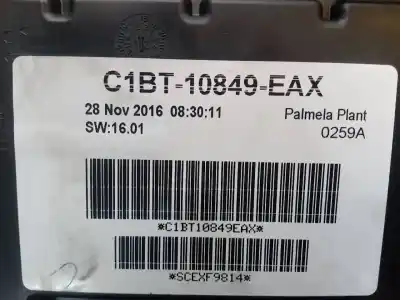 C1BT-10849-EAX
28 Nov 2016 08:30:11 Palmela Plant
SW:16.01 0259A
*C1BT10849EAX*
*SCEXF9814*